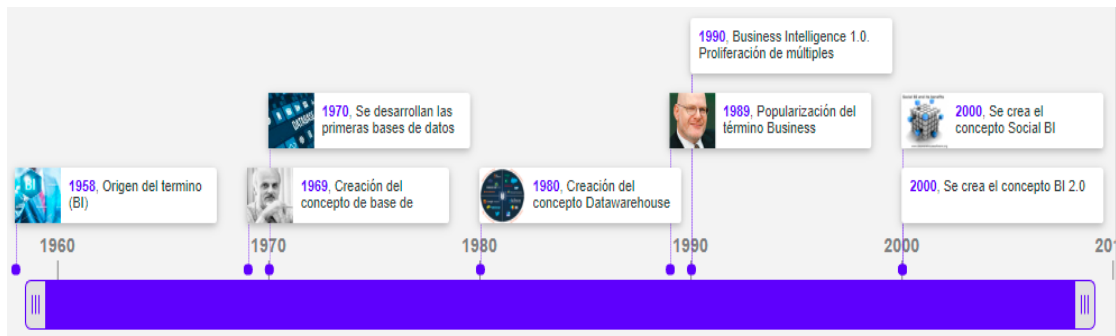 1990, Business Intelligence 1.0.
Proliferación de múltiples
1970, Se desarrollan las
primeras bases de datos
1989, Popularización del
término Business
2000, Se crea el
concepto Social BI
1958, Origen del termino
(BI)
1969, Creación del
concepto de base de
1980, Creación del
concepto Datawarehouse
2000, Se crea el concepto BI 2.0
BI
1960
1970
1980
1990
2000